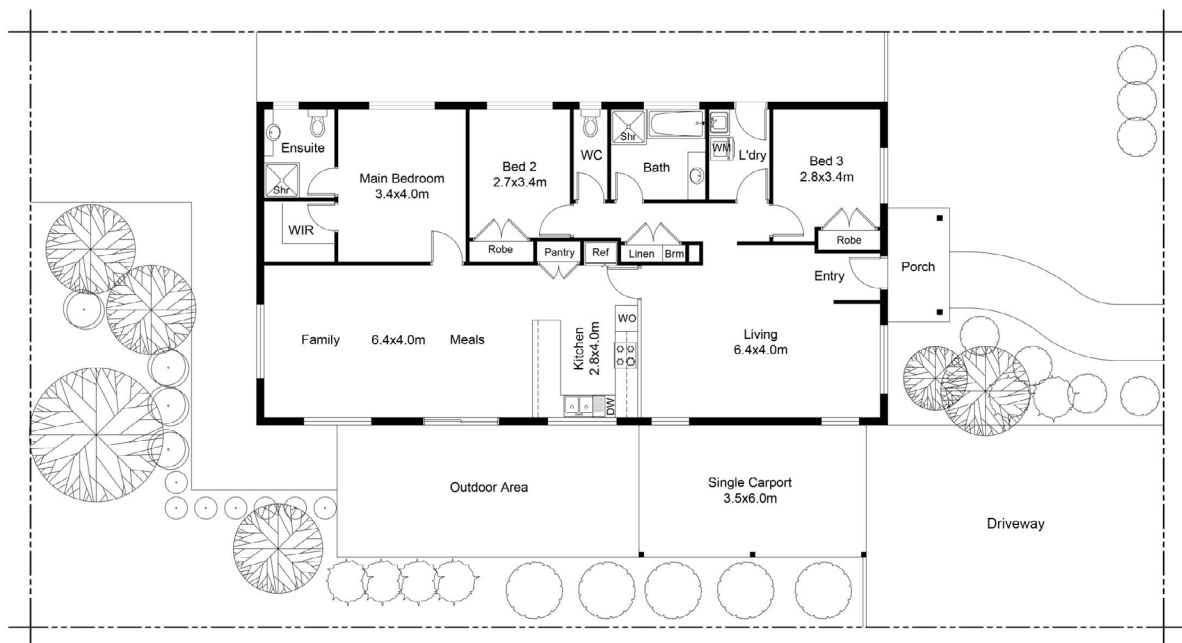 Ensuite
Shr
WIR
Main Bedroom
3.4x4.0m
Bed 2
2.7x3.4m
Robe
WC
Shr
Bath
WM
L'dry
Bed 3
2.8x3.4m
Robe
Pantry
Ref
Linen
Brm
Entry
Porch
Family
6.4x4.0m
Meals
Kitchen
2.8x4.0m
WO
DW
Living
6.4x4.0m
Outdoor Area
Single Carport
3.5x6.0m
Driveway